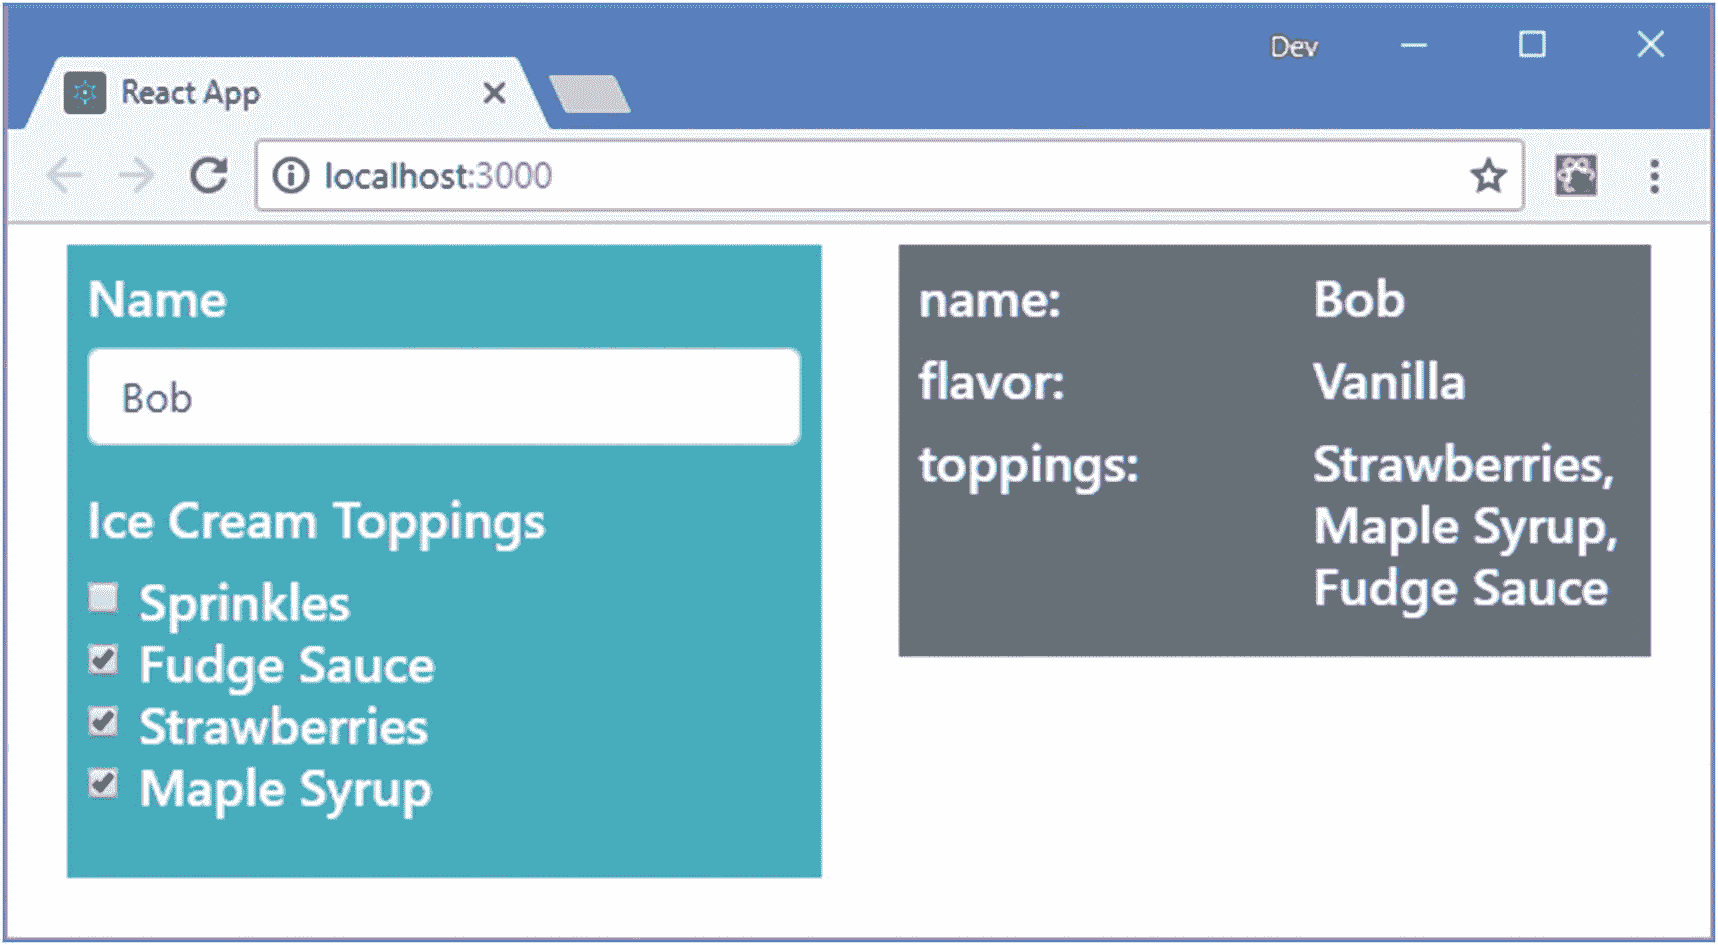 Dev
React App
localhost:3000
Name
Bob
Ice Cream Toppings
Sprinkles
Fudge Sauce
Strawberries
Maple Syrup
name: Bob
flavor: Vanilla
toppings: Strawberries,
Maple Syrup,
Fudge Sauce